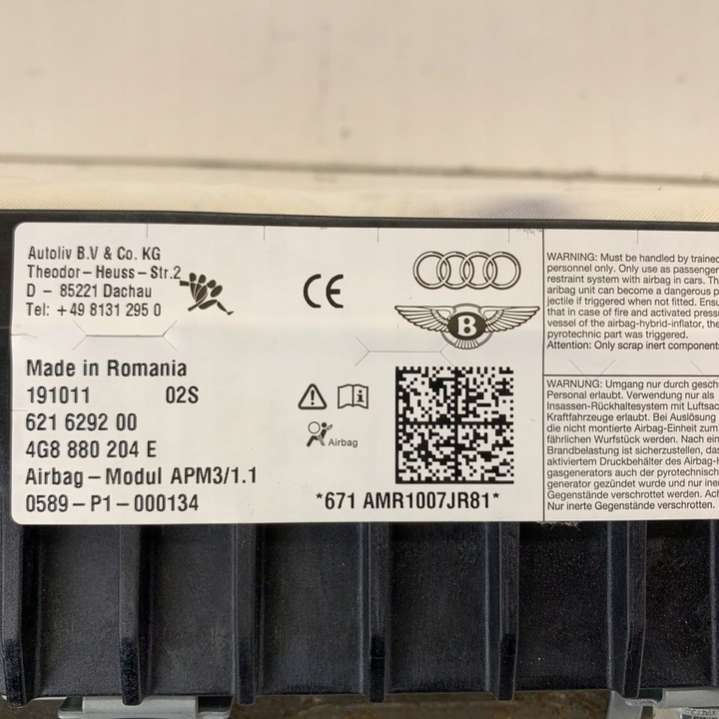 Autoliv B.V & Co. KG
Theodor-Heuss-Str.2
D - 85221 Dachau
Tel: +49 8131 295 0
CE
B
Made in Romania
191011 02S
621 6292 00
4G8 880 204 E
Airbag-Modul APM3/1.1
0589-P1-000134
Airbag
*671 AMR1007JR81*
WARNING: Must be handled by trained
personnel only. Only use as passenger
restraint system with airbag in cars. Th
aribag unit can become a dangerous p
jectile if triggered when not fitted. Ensu
that in case of fire and activated press
vessel of the airbag-hybrid-inflator, the
pyrotechnic part was triggered.
Attention: Only scrap inert component
WARNUNG: Umgang nur durch gesch
Personal erlaubt. Verwendung nur als
Insassen-Rückhaltesystem mit Luftsac
Kraftfahrzeuge erlaubt. Bei Auslösung
die nicht montierte Airbag-Einheit zum
fährlichen Wurfstück werden. Nach ein
Brandbelastung ist sicherzustellen, das
aktiviertem Druckbehälter des Airbag-H
gasgenerators auch der pyrotechnisch
generator gezündet wurde und nur ine
Gegenstände verschrottet werden. Ach
Nur inerte Gegenstände verschrotten.